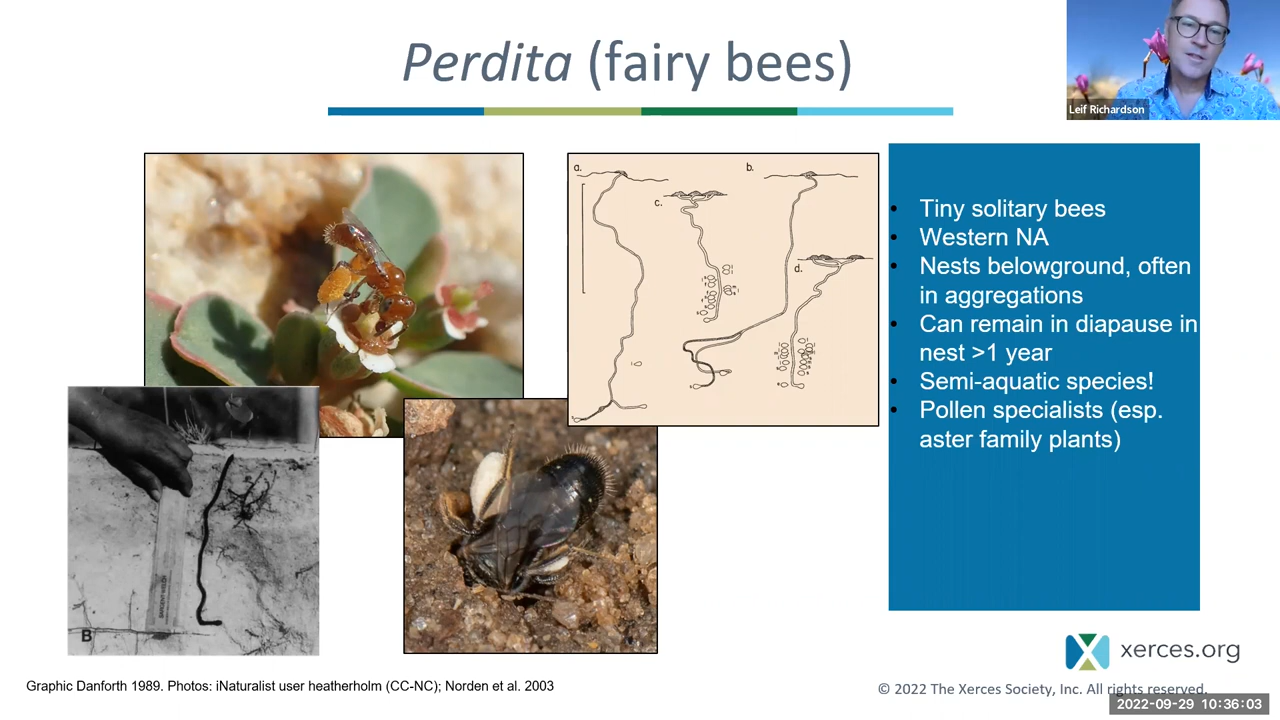 Perdita (fairy bees)
Leif Richardson
a.
b.
c.
d.
• Tiny solitary bees
• Western NA
• Nests belowground, often
in aggregations
• Can remain in diapause in
nest >1 year
• Semi-aquatic species!
• Pollen specialists (esp.
aster family plants)
SARGENT-WELCH
B
xerces.org
Graphic Danforth 1989. Photos: iNaturalist user heatherholm (CC-NC); Norden et al. 2003
© 2022 The Xerces Society, Inc. All rights reserved.
2022-09-29 10:36:03